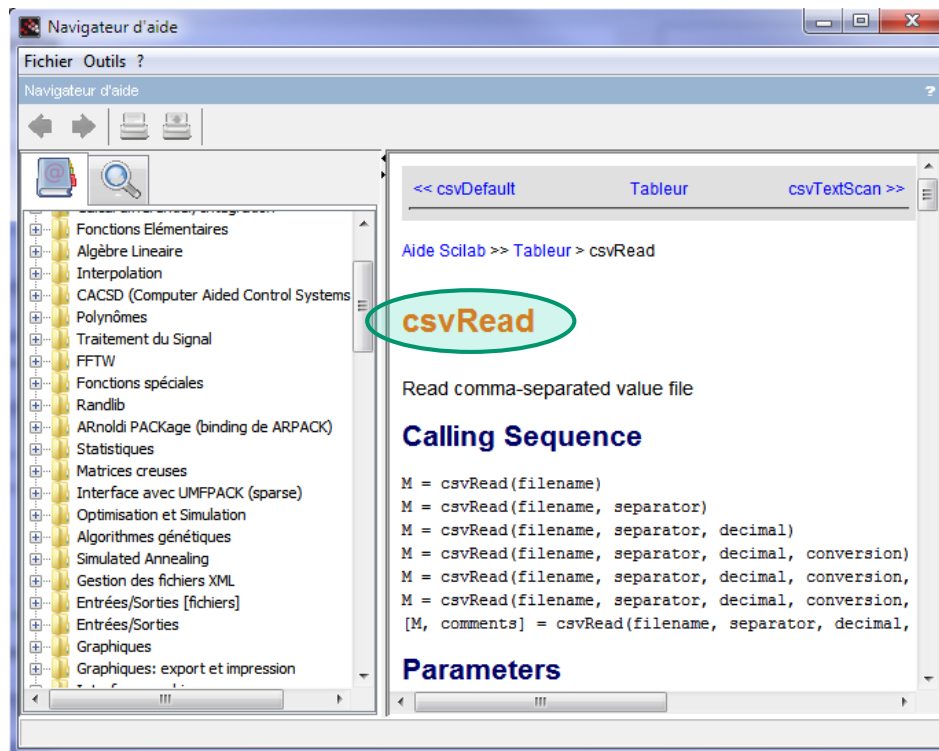 Navigateur d'aide
Fichier Outils ?
Navigateur d'aide ?
<< csvDefault Tableur csvTextScan >>
Aide Scilab >> Tableur > csvRead
csvRead
Read comma-separated value file
Calling Sequence
M = csvRead(filename)
M = csvRead(filename, separator)
M = csvRead(filename, separator, decimal)
M = csvRead(filename, separator, decimal, conversion)
M = csvRead(filename, separator, decimal, conversion,
M = csvRead(filename, separator, decimal, conversion,
[M, comments] = csvRead(filename, separator, decimal,
Parameters
Fonctions Elémentaires
Algèbre Lineaire
Interpolation
CACSD (Computer Aided Control Systems
Polynômes
Traitement du Signal
FFTW
Fonctions spéciales
Randlib
ARnoldi PACKage (binding de ARPACK)
Statistiques
Matrices creuses
Interface avec UMFPACK (sparse)
Optimisation et Simulation
Algorithmes génétiques
Simulated Annealing
Gestion des fichiers XML
Entrées/Sorties [fichiers]
Entrées/Sorties
Graphiques
Graphiques: export et impression